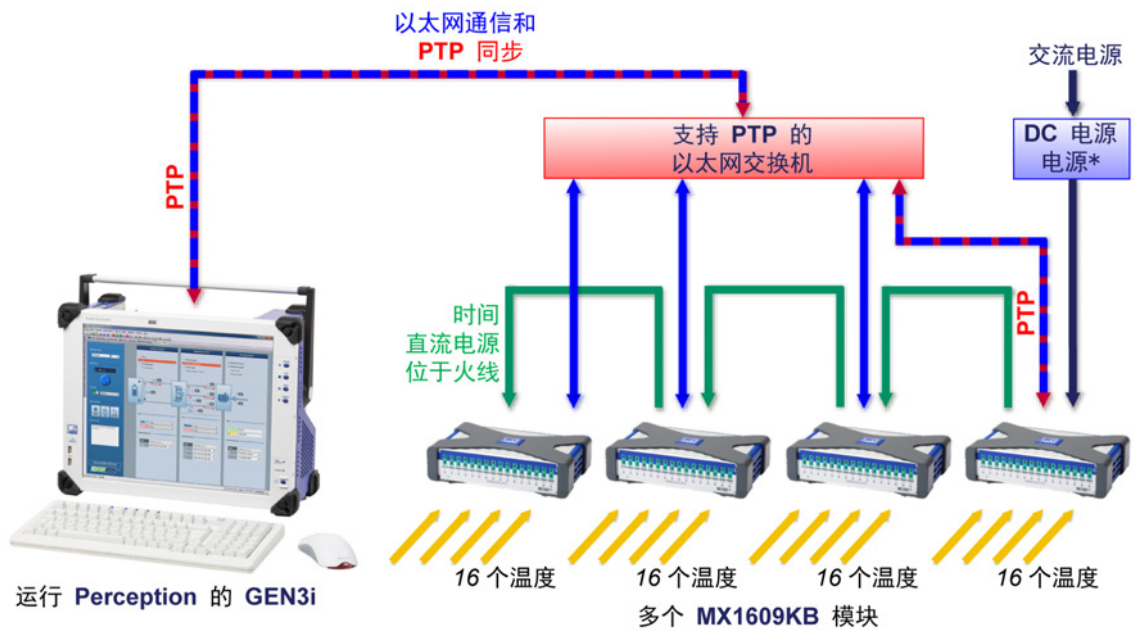 以太网通信和
PTP 同步
交流电源
支持 PTP 的
以太网交换机
DC 电源
电源*
PTP
时间
直流电源
位于火线
PTP
16 个温度
16 个温度
16 个温度
16 个温度
运行 Perception 的 GEN3i
多个 MX1609KB 模块